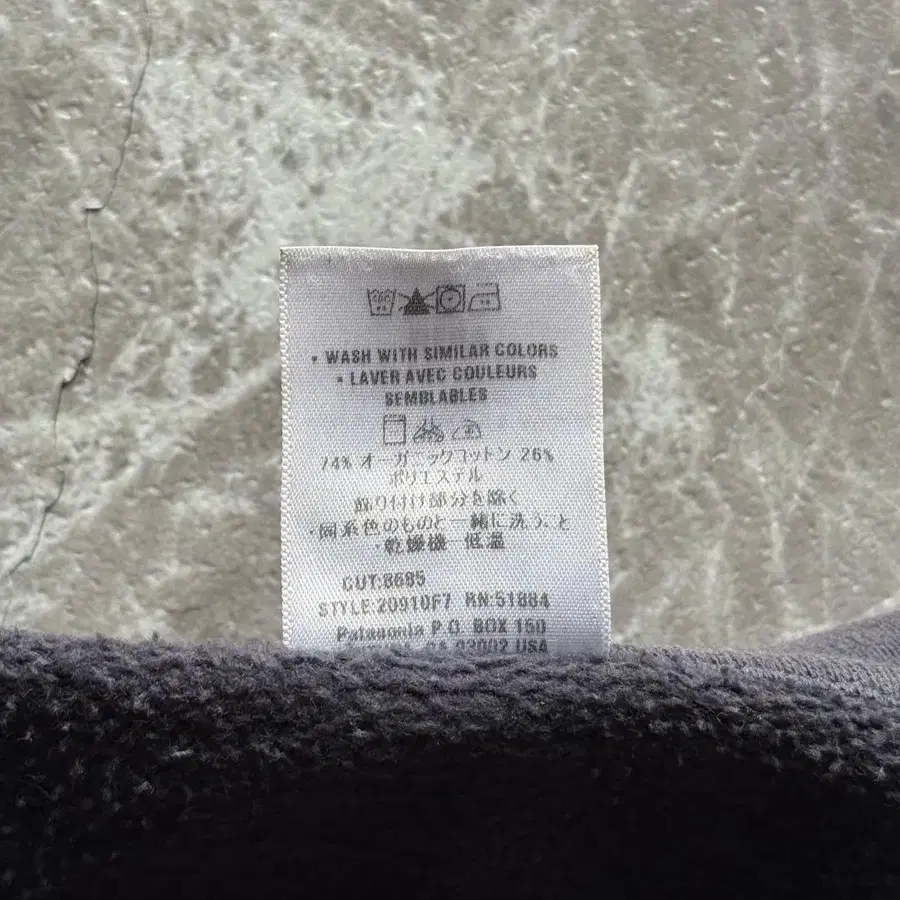 • WASH WITH SIMILAR COLORS
• LAVER AVEC COULEURS
SEMBLABLES
74% オーガニックコットン 26%
ポリエステル
飾り付け部分を除く
・同系色のものと一緒に洗うこと
・乾燥機 低温
CUT:8685
STYLE:20910F7 RN:51884
Patagonia P.O. BOX 150
CA 93002 USA